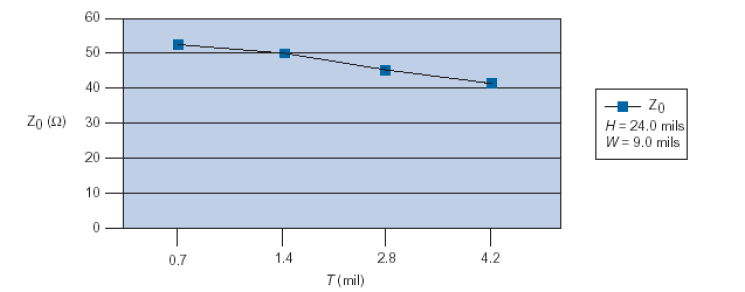 60
50
40
30
20
10
0
Z0 (Ω)
0.7
1.4
2.8
4.2
T (mil)
Z0
H = 24.0 mils
W = 9.0 mils